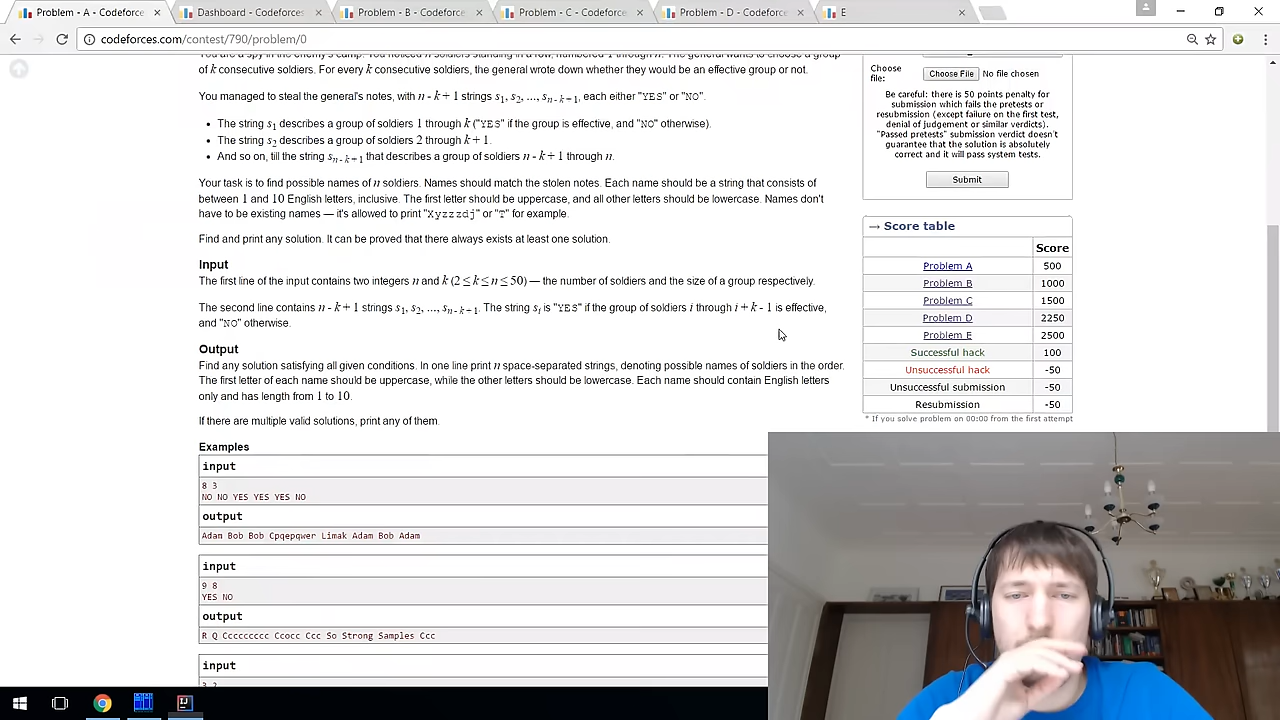 Problem - A - Codeforces
Dashboard - Codeforces
Problem - B - Codeforces
Problem - C - Codeforces
Problem - D - Codeforces
E
codeforces.com/contest/790/problem/0
of k consecutive soldiers. For every k consecutive soldiers, the general wrote down whether they would be an effective group or not.
You managed to steal the general's notes, with n - k + 1 strings s1, s2, ..., sn - k + 1, each either "YES" or "NO".
• The string s1 describes a group of soldiers 1 through k ("YES" if the group is effective, and "NO" otherwise).
• The string s2 describes a group of soldiers 2 through k + 1.
• And so on, till the string sn - k + 1 that describes a group of soldiers n - k + 1 through n.
Your task is to find possible names of n soldiers. Names should match the stolen notes. Each name should be a string that consists of
between 1 and 10 English letters, inclusive. The first letter should be uppercase, and all other letters should be lowercase. Names don't
have to be existing names — it's allowed to print "Xyzzzdj" or "T" for example.
Find and print any solution. It can be proved that there always exists at least one solution.
Input
The first line of the input contains two integers n and k (2 ≤ k ≤ n ≤ 50) — the number of soldiers and the size of a group respectively.
The second line contains n - k + 1 strings s1, s2, ..., sn - k + 1. The string si is "YES" if the group of soldiers i through i + k - 1 is effective,
and "NO" otherwise.
Output
Find any solution satisfying all given conditions. In one line print n space-separated strings, denoting possible names of soldiers in the order.
The first letter of each name should be uppercase, while the other letters should be lowercase. Each name should contain English letters
only and has length from 1 to 10.
If there are multiple valid solutions, print any of them.
Examples
input
8 3
NO NO YES YES YES NO
output
Adam Bob Bob Cpqepqwer Limak Adam Bob Adam
input
9 8
YES NO
output
R Q Ccccccccc Ccocc Ccc So Strong Samples Ccc
input
Choose
file:
Choose File No file chosen
Be careful: there is 50 points penalty for
submission which fails the pretests or
resubmission (except failure on the first test,
denial of judgement or similar verdicts).
"Passed pretests" submission verdict doesn't
guarantee that the solution is absolutely
correct and it will pass system tests.
Submit
→ Score table
Score
Problem A 500
Problem B 1000
Problem C 1500
Problem D 2250
Problem E 2500
Successful hack 100
Unsuccessful hack -50
Unsuccessful submission -50
Resubmission -50
* If you solve problem on 00:00 from the first attempt